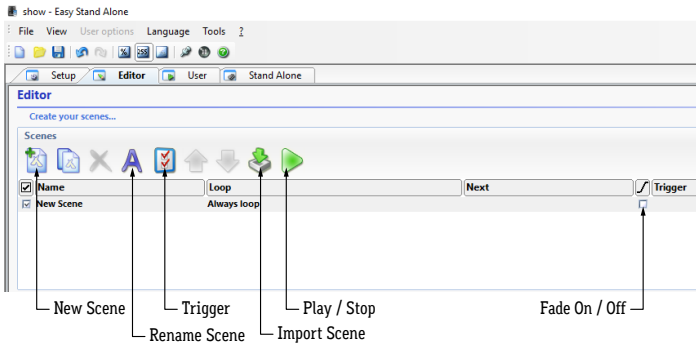 show - Easy Stand Alone
File View User options Language Tools ?
% 255
Setup Editor User Stand Alone
Editor
Create your scenes...
Scenes
A
Name Loop Next Trigger
New Scene Always loop
New Scene Trigger Play / Stop Fade On / Off
Rename Scene Import Scene